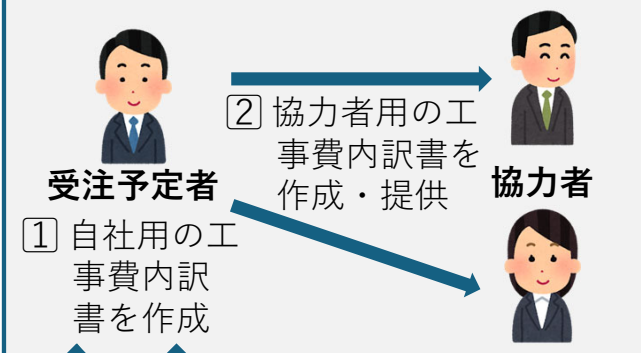 2 協力者用の工
事費内訳書を
作成・提供
受注予定者
協力者
1 自社用の工
事費内訳
書を作成